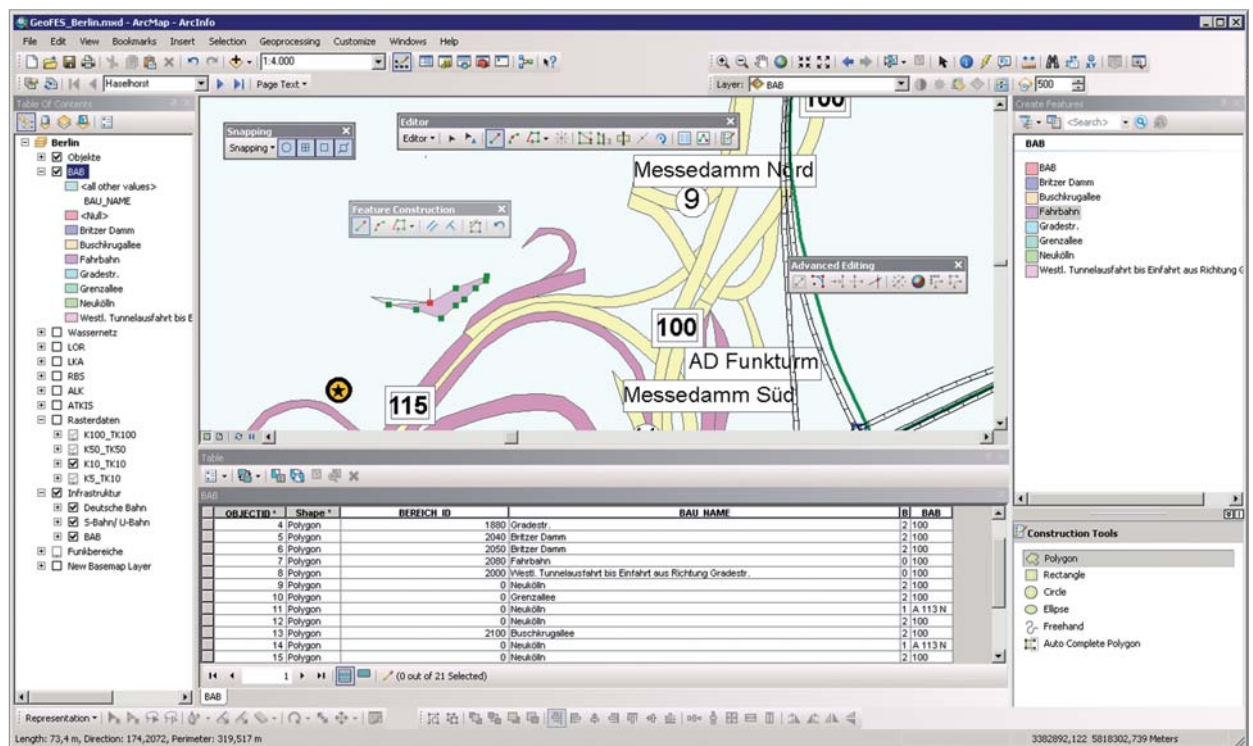 GeoFES_Berlin.mxd - ArcMap - ArcInfo
File Edit View Bookmarks Insert Selection Geoprocessing Customize Windows Help
1:4.000
Haselhorst Page Text Layer: BAB 500
Table Of Contents
Berlin
Objekte
BAB
<all other values>
BAU_NAME
<Null>
Britzer Damm
Buschkrugallee
Fahrbahn
Gradestr.
Grenzallee
Neukölln
Westl. Tunnelausfahrt bis E
Wassernetz
LOR
LKA
RBS
ALK
ATKIS
Rasterdaten
K100_TK100
K50_TK50
K10_TK10
K5_TK10
Infrastruktur
Deutsche Bahn
S-Bahn/ U-Bahn
BAB
Funkbereiche
New Basemap Layer
Snapping
Snapping
Editor
Editor
Feature Construction
Advanced Editing
100
Messedamm Nord
9
100
AD Funkturm
Messedamm Süd
115
Create Features
<Search>
BAB
BAB
Britzer Damm
Buschkrugallee
Fahrbahn
Gradestr.
Grenzallee
Neukölln
Westl. Tunnelausfahrt bis Einfahrt aus Richtung G
Construction Tools
Polygon
Rectangle
Circle
Ellipse
Freehand
Auto Complete Polygon
Table
BAB
OBJECTID * Shape * BEREICH_ID BAU_NAME B BAB
4 Polygon 1880 Gradestr. 2 100
5 Polygon 2040 Britzer Damm 2 100
6 Polygon 2050 Britzer Damm 2 100
7 Polygon 2080 Fahrbahn 0 100
8 Polygon 2000 Westl. Tunnelausfahrt bis Einfahrt aus Richtung Gradestr. 0 100
9 Polygon 0 Neukölln 2 100
10 Polygon 0 Grenzallee 2 100
11 Polygon 0 Neukölln 1 A 113 N
12 Polygon 0 Neukölln 2 100
13 Polygon 2100 Buschkrugallee 2 100
14 Polygon 0 Neukölln 1 A 113 N
15 Polygon 0 Neukölln 2 100
1 (0 out of 21 Selected)
BAB
Representation
Length: 73,4 m, Direction: 174,2072, Perimeter: 319,517 m 3382892,122 5818302,739 Meters